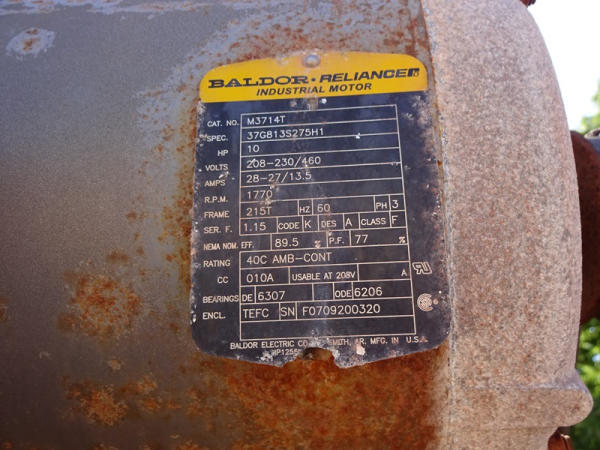 BALDOR • RELIANCE
INDUSTRIAL MOTOR
CAT. NO. M3714T
SPEC. 37G813S275H1
HP 10
VOLTS 208-230/460
AMPS 28-27/13.5
R.P.M. 1770
FRAME 215T HZ 60 PH 3
SER. F. 1.15 CODE K DES A CLASS F
NEMA NOM. EFF. 89.5 % P.F. 77 %
RATING 40C AMB-CONT
CC 010A USABLE AT 208V A
BEARINGS DE 6307 ODE 6206
ENCL. TEFC SN F0709200320
BALDOR ELECTRIC CO. SMITH, AR. MFG. IN U.S.A.